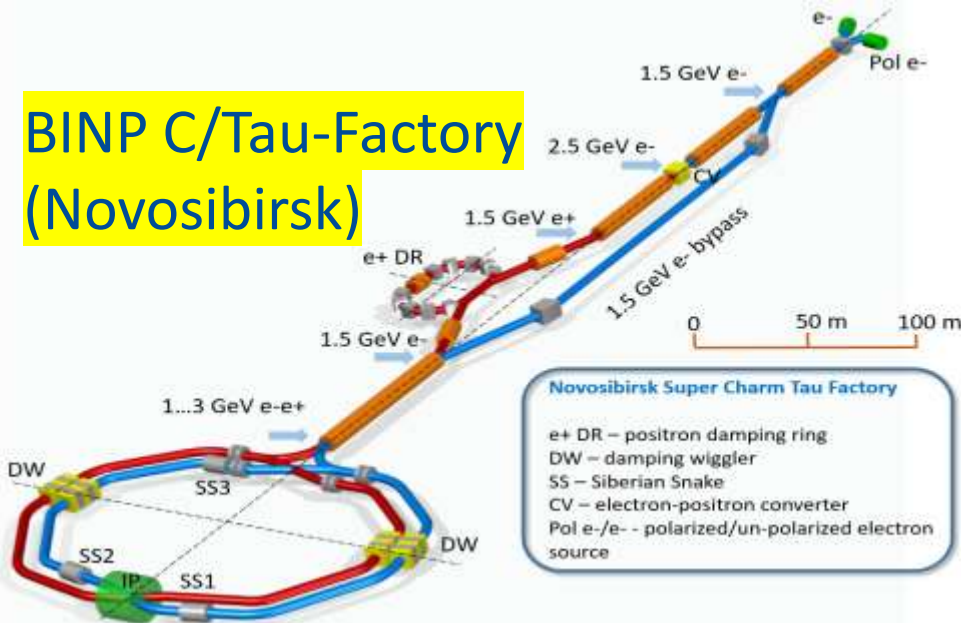 e-
Pol e-
1.5 GeV e-
BINP C/Tau-Factory
(Novosibirsk)
2.5 GeV e-
CV
1.5 GeV e+
e+ DR
1.5 GeV e- bypass
0 50 m 100 m
1.5 GeV e-
Novosibirsk Super Charm Tau Factory
e+ DR – positron damping ring
DW – damping wiggler
SS – Siberian Snake
CV – electron-positron converter
Pol e-/e- - polarized/un-polarized electron
source
1...3 GeV e-e+
DW
SS3
DW
SS2
IP
SS1